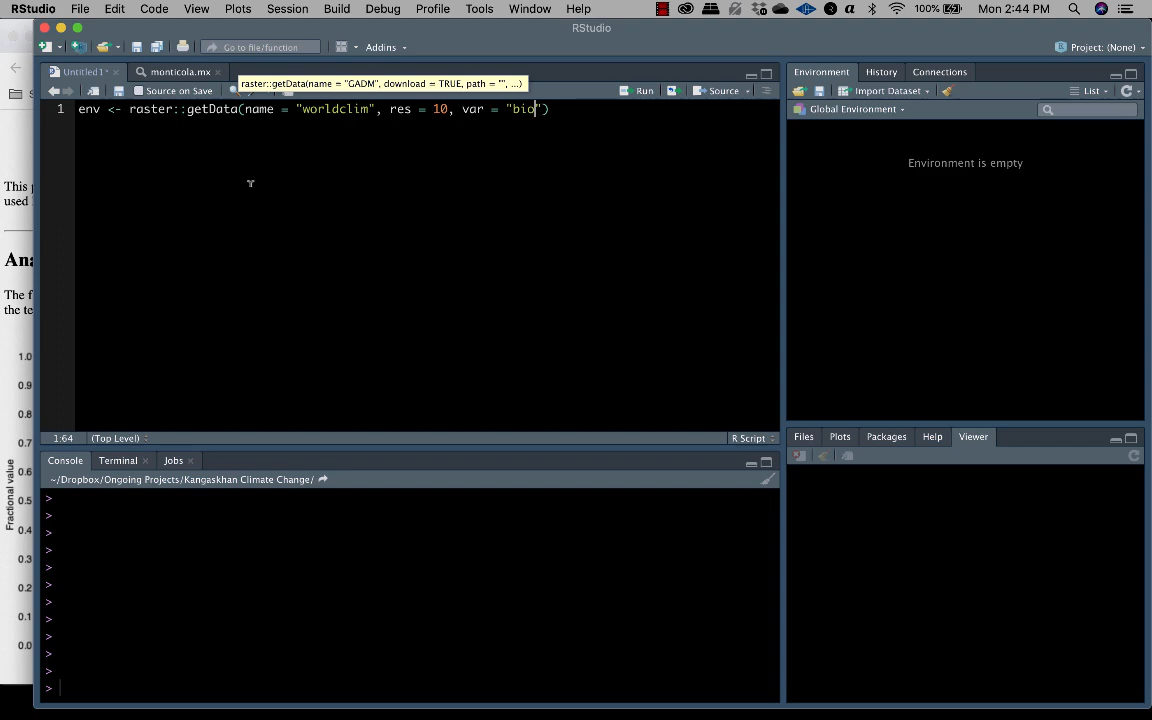 RStudio File Edit Code View Plots Session Build Debug Profile Tools Window Help 100% Mon 2:44 PM
RStudio
Go to file/function Addins Project: (None)
Untitled1* monticola.mx
raster::getData(name = "GADM", download = TRUE, path = "", ...)
Source on Save Run Source
1 env <- raster::getData(name = "worldclim", res = 10, var = "bio")
1:64 (Top Level) R Script
Console Terminal Jobs
~/Dropbox/Ongoing Projects/Kangaskhan Climate Change/
>
>
>
>
>
>
>
>
>
>
>
>
Environment History Connections
Import Dataset List
Global Environment
Environment is empty
Files Plots Packages Help Viewer
This
used
Ana
The f
the te
1.0
0.9
0.8
0.7
0.6
0.5
0.4
0.3
0.2
0.1
0.0
Fractional value